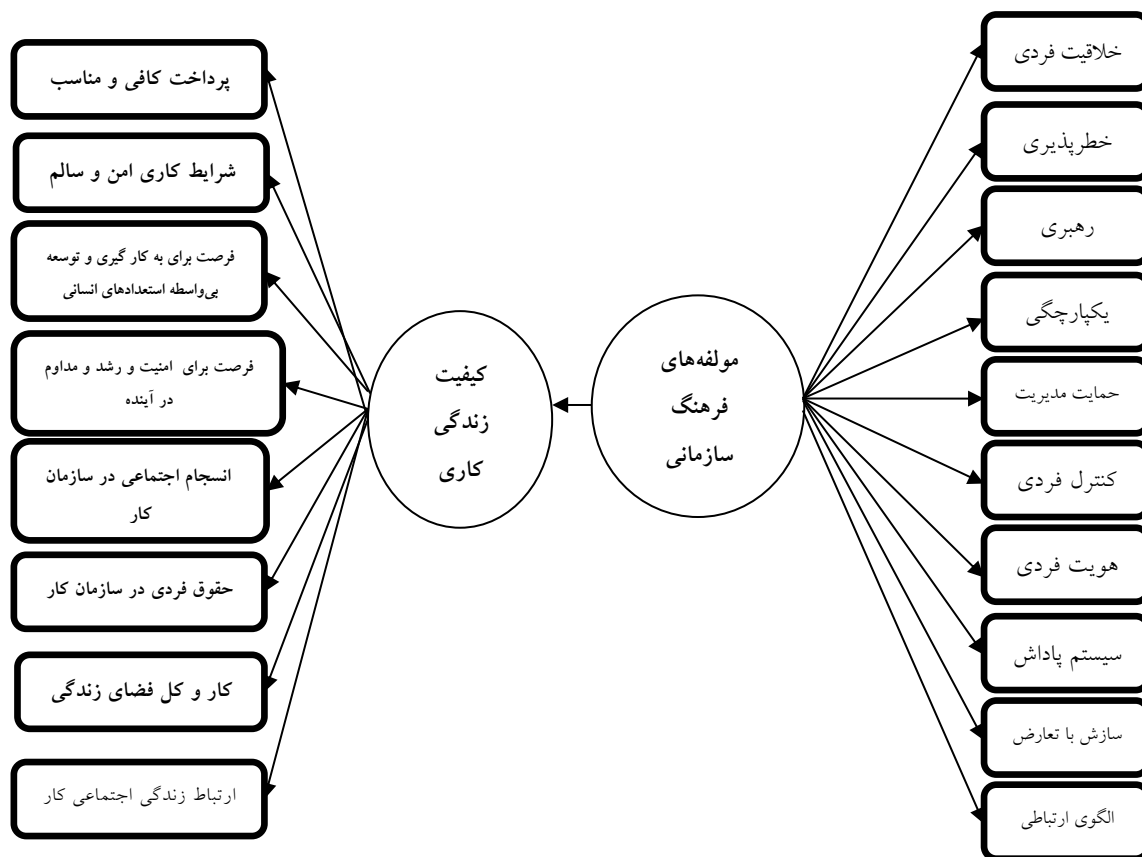 خلاقیت فردی
خطرپذیری
رهبری
یکپارچگی
حمایت مدیریت
کنترل فردی
هویت فردی
سیستم پاداش
سازش با تعارض
الگوی ارتباطی
مولفه‌های
فرهنگ
سازمانی
کیفیت
زندگی
کاری
پرداخت کافی و مناسب
شرایط کاری امن و سالم
فرصت برای به کار گیری و توسعه
بی‌واسطه استعدادهای انسانی
فرصت برای امنیت و رشد و مداوم
در آینده
انسجام اجتماعی در سازمان
کار
حقوق فردی در سازمان کار
کار و کل فضای زندگی
ارتباط زندگی اجتماعی کار